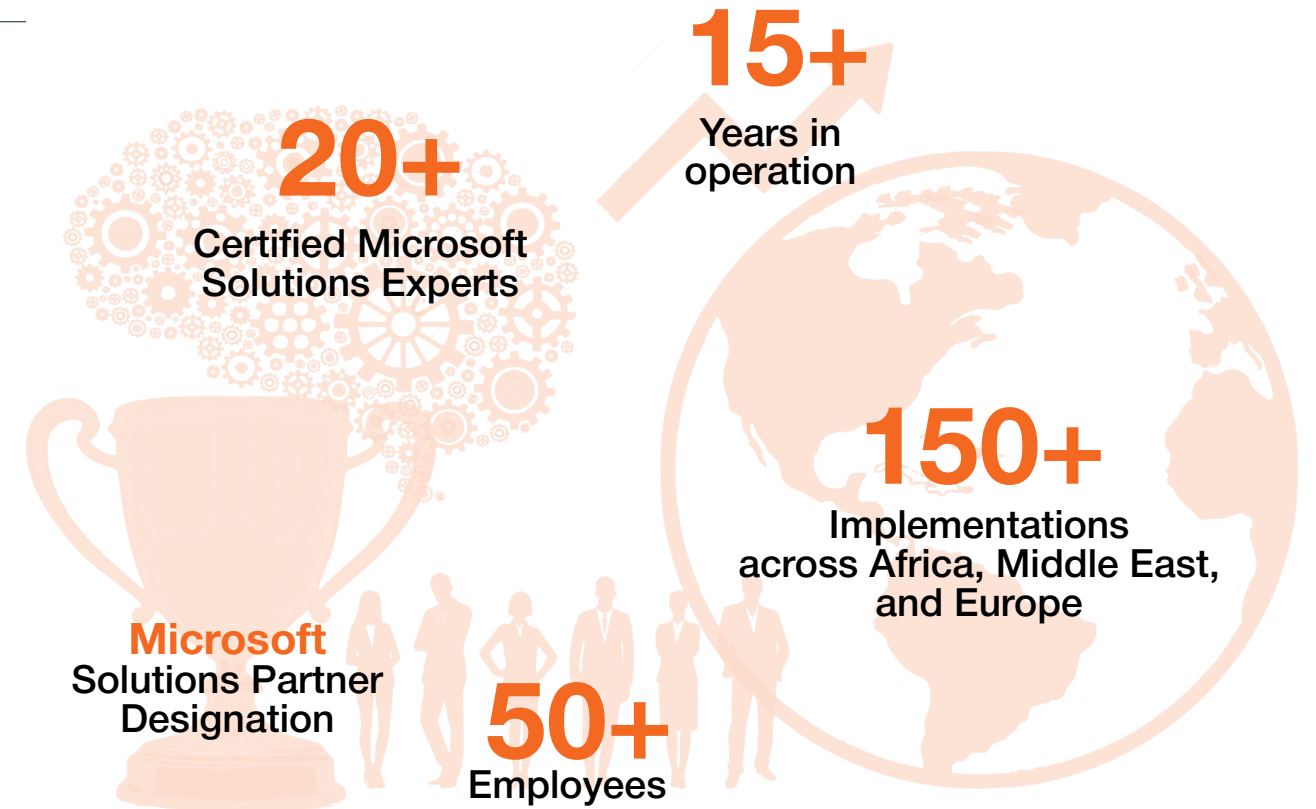 15+
Years in
operation
20+
Certified Microsoft
Solutions Experts
150+
Implementations
across Africa, Middle East,
and Europe
Microsoft
Solutions Partner
Designation
50+
Employees